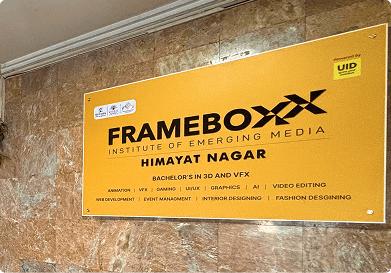 UID
FRAMEBOXX
INSTITUTE OF EMERGING MEDIA
HIMAYAT NAGAR
BACHELOR'S IN 3D AND VFX
ANIMATION | VFX | GAMING | UI/UX | GRAPHICS | AI | VIDEO EDITING
WEB DEVELOPMENT | EVENT MANAGMENT | INTERIOR DESIGNING | FASHION DESGINING